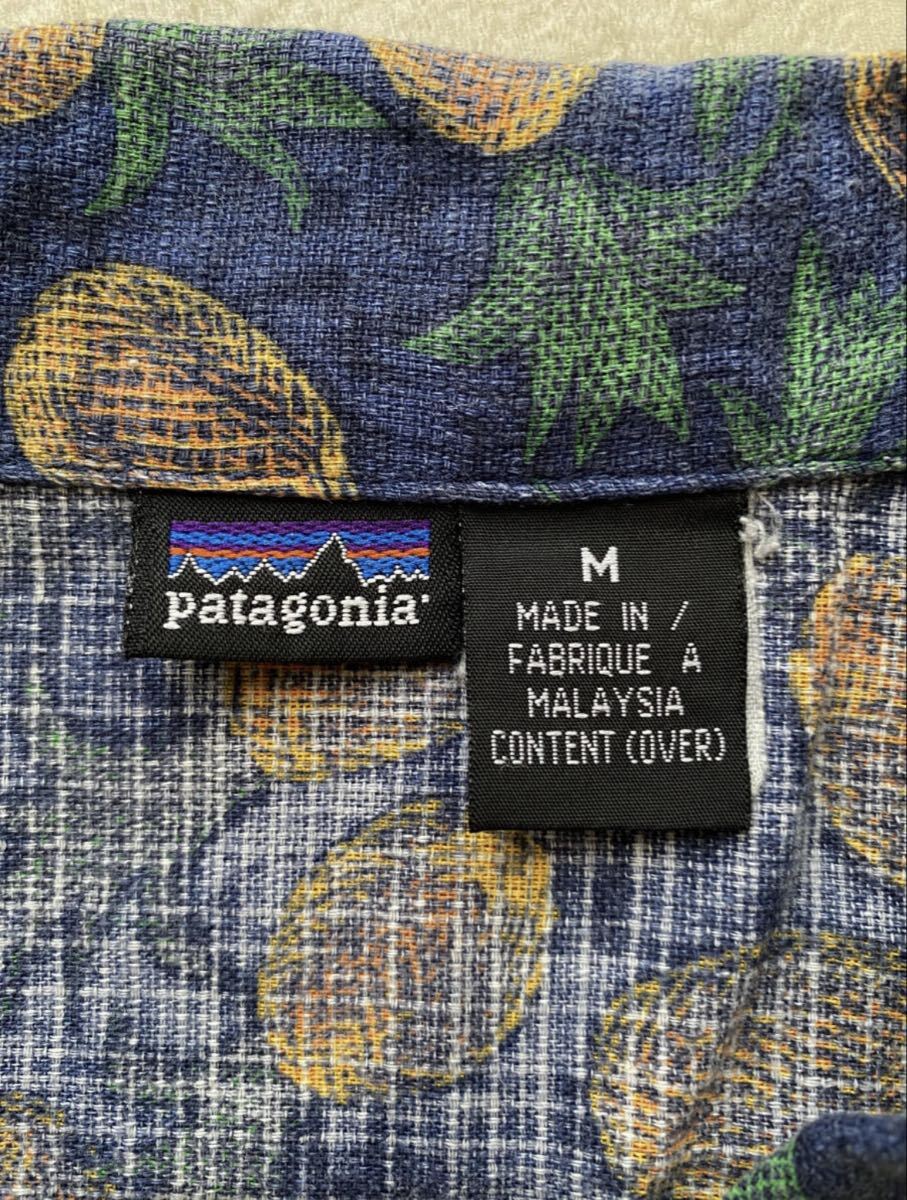 patagonia
M
MADE IN /
FABRIQUE A
MALAYSIA
CONTENT (OVER)